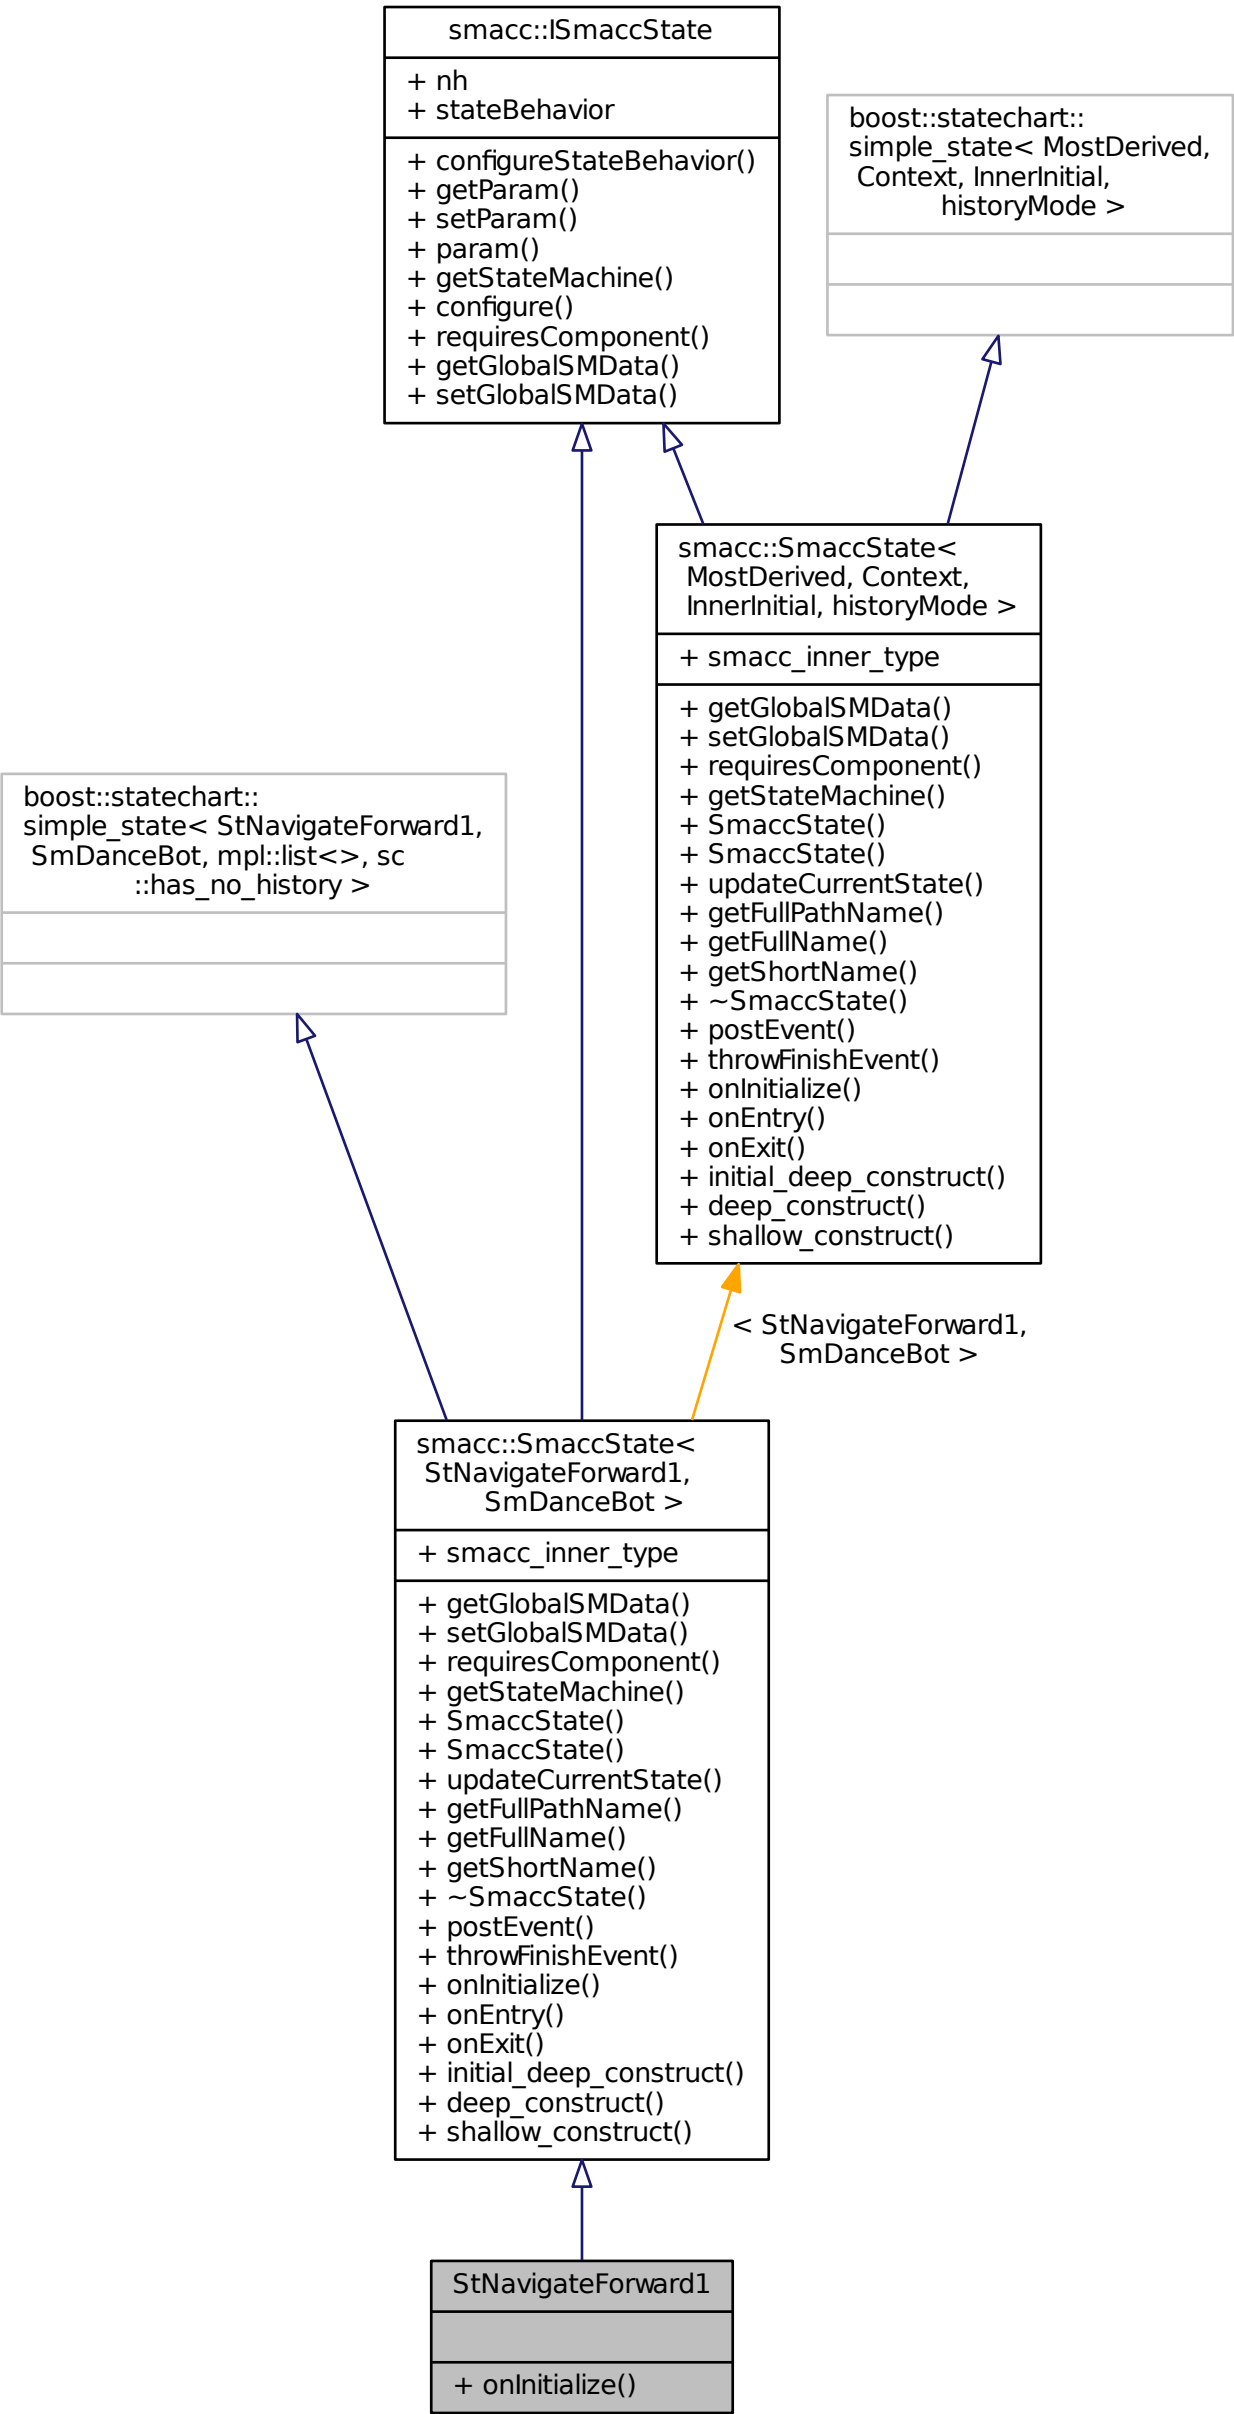 smacc::ISmaccState
+ nh
+ stateBehavior
+ configureStateBehavior()
+ getParam()
+ setParam()
+ param()
+ getStateMachine()
+ configure()
+ requiresComponent()
+ getGlobalSMData()
+ setGlobalSMData()
boost::statechart::
simple_state< MostDerived,
Context, InnerInitial,
historyMode >
smacc::SmaccState<
MostDerived, Context,
InnerInitial, historyMode >
+ smacc_inner_type
+ getGlobalSMData()
+ setGlobalSMData()
+ requiresComponent()
+ getStateMachine()
+ SmaccState()
+ SmaccState()
+ updateCurrentState()
+ getFullPathName()
+ getFullName()
+ getShortName()
+ ~SmaccState()
+ postEvent()
+ throwFinishEvent()
+ onInitialize()
+ onEntry()
+ onExit()
+ initial_deep_construct()
+ deep_construct()
+ shallow_construct()
boost::statechart::
simple_state< StNavigateForward1,
SmDanceBot, mpl::list<>, sc
::has_no_history >
< StNavigateForward1,
SmDanceBot >
smacc::SmaccState<
StNavigateForward1,
SmDanceBot >
+ smacc_inner_type
+ getGlobalSMData()
+ setGlobalSMData()
+ requiresComponent()
+ getStateMachine()
+ SmaccState()
+ SmaccState()
+ updateCurrentState()
+ getFullPathName()
+ getFullName()
+ getShortName()
+ ~SmaccState()
+ postEvent()
+ throwFinishEvent()
+ onInitialize()
+ onEntry()
+ onExit()
+ initial_deep_construct()
+ deep_construct()
+ shallow_construct()
StNavigateForward1
+ onInitialize()